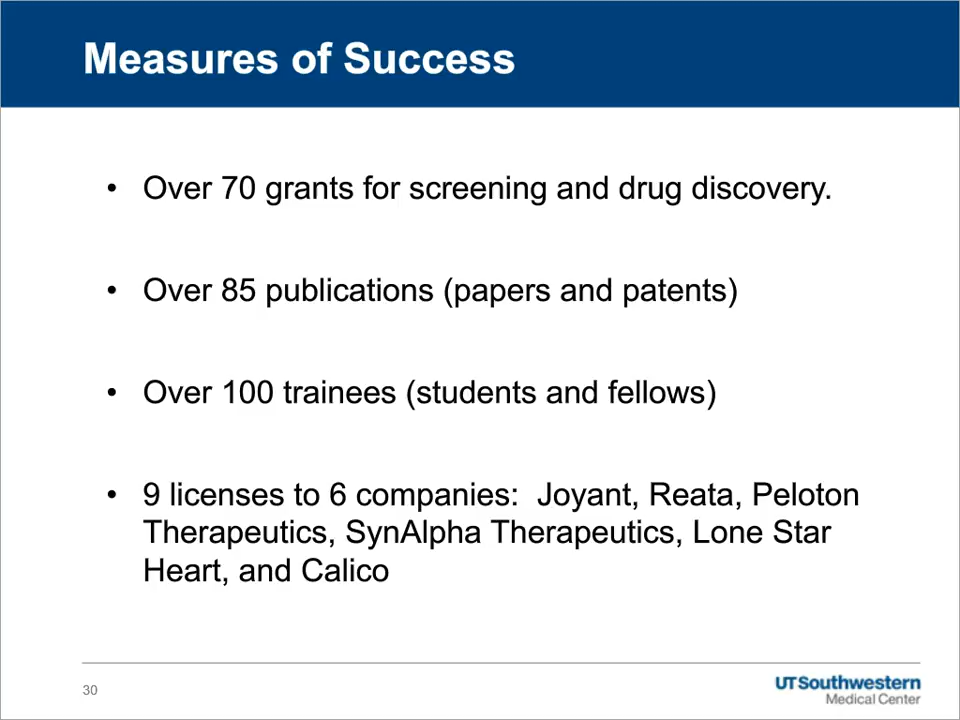 Measures of Success
• Over 70 grants for screening and drug discovery.
• Over 85 publications (papers and patents)
• Over 100 trainees (students and fellows)
• 9 licenses to 6 companies:  Joyant, Reata, Peloton
Therapeutics, SynAlpha Therapeutics, Lone Star
Heart, and Calico
30
UTSouthwestern
Medical Center